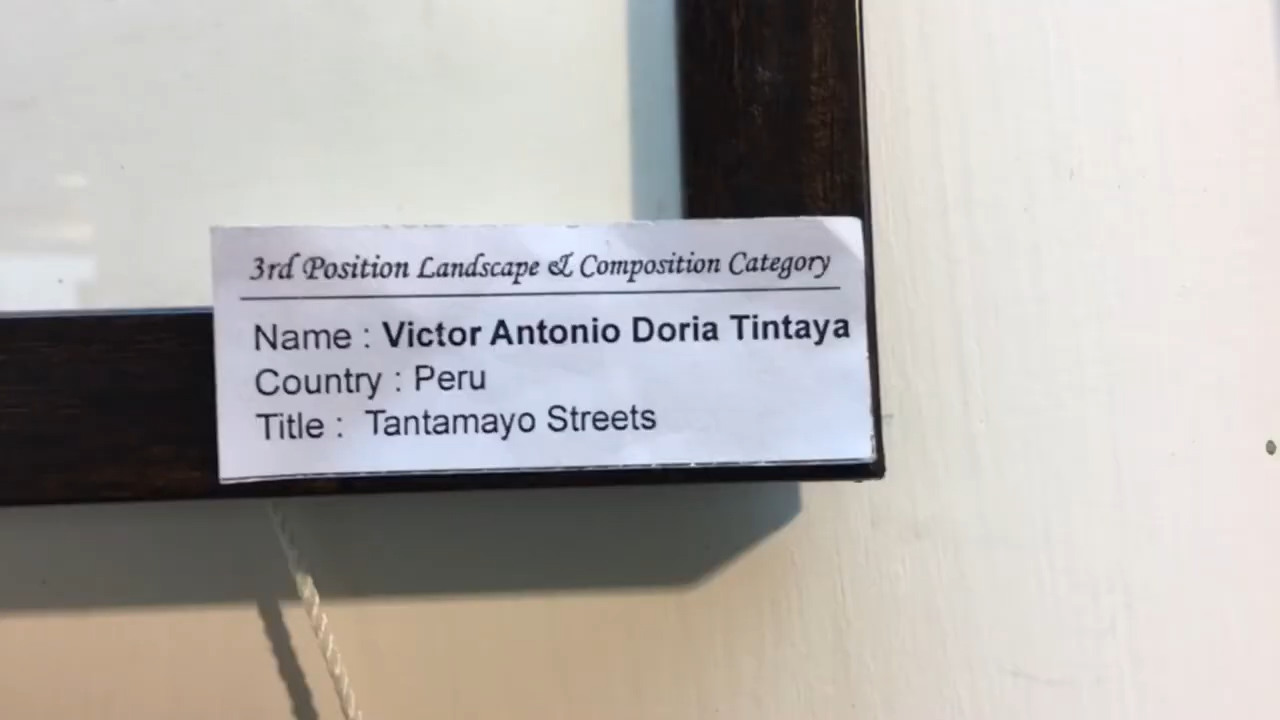 3rd Position Landscape & Composition Category
Name : Victor Antonio Doria Tintaya
Country : Peru
Title : Tantamayo Streets